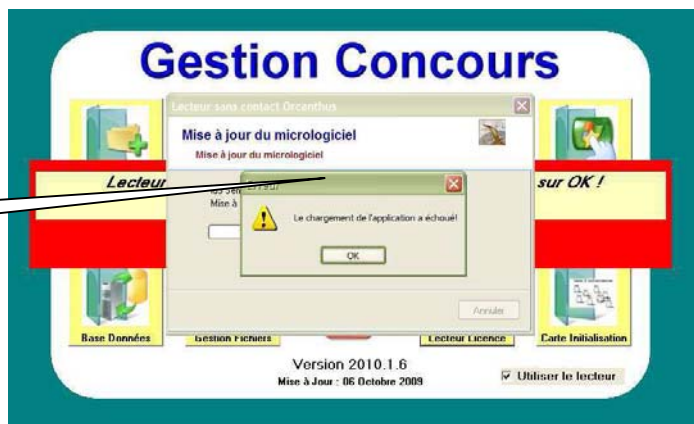 Gestion Concours
Lecteur sans contact Orcanthus
Mise à jour du micrologiciel
Mise à jour du micrologiciel
Lecteur
sur OK !
Erreur
Mise à
Le chargement de l'application a échoué!
OK
Annuler
Base Données
Gestion Fichiers
Lecteur Licence
Carte Initialisation
Version 2010.1.6
Mise à Jour : 06 Octobre 2009
Utiliser le lecteur